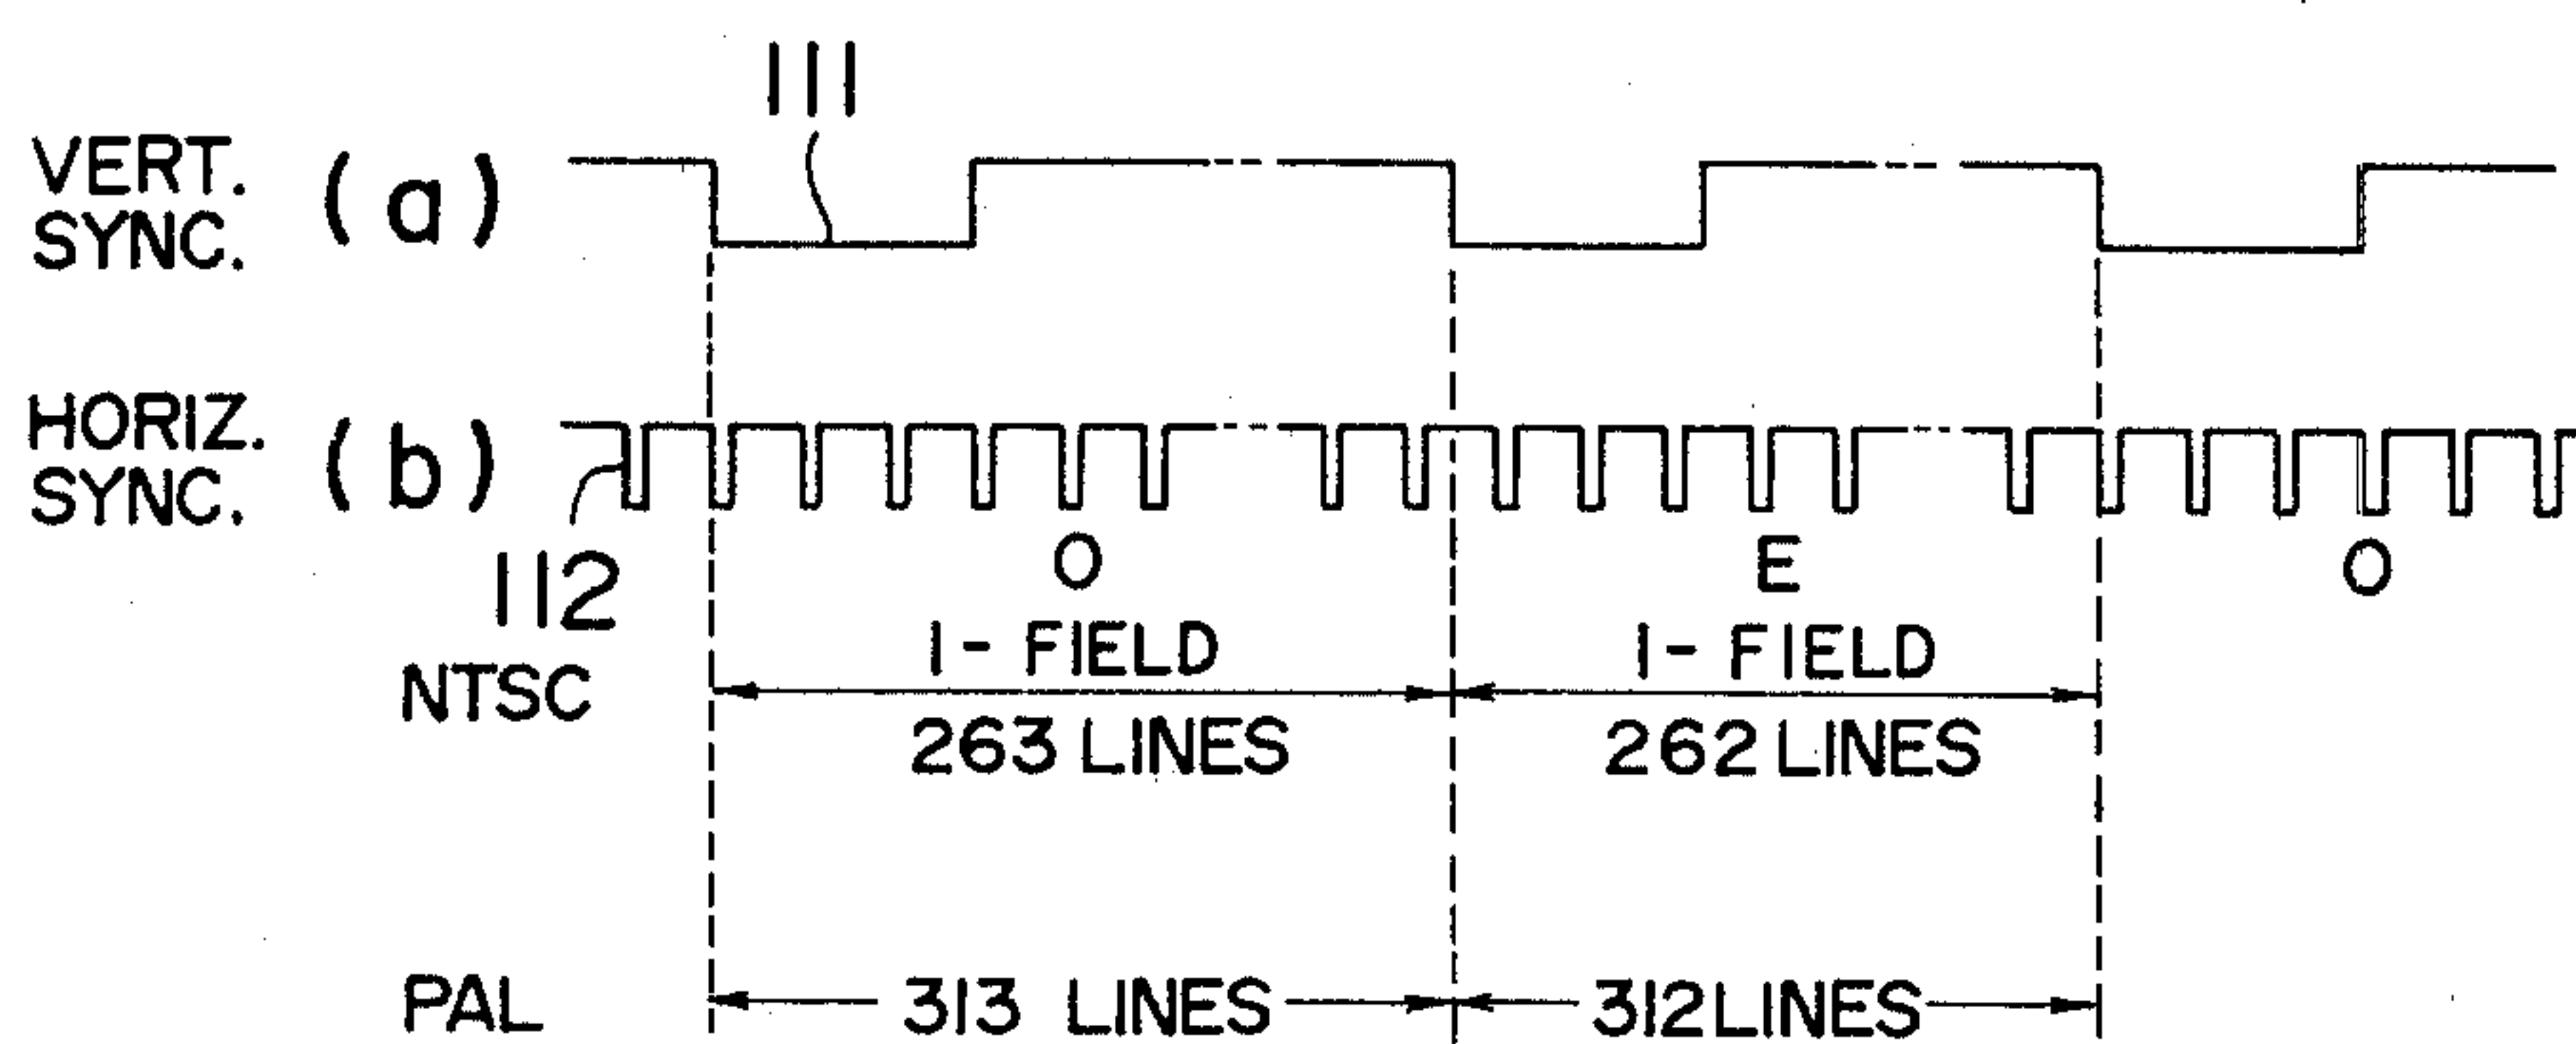 111
VERT. SYNC. (a)
HORIZ. SYNC. (b)
112
O E O
NTSC 1- FIELD 1- FIELD
263 LINES 262 LINES
PAL 313 LINES 312 LINES